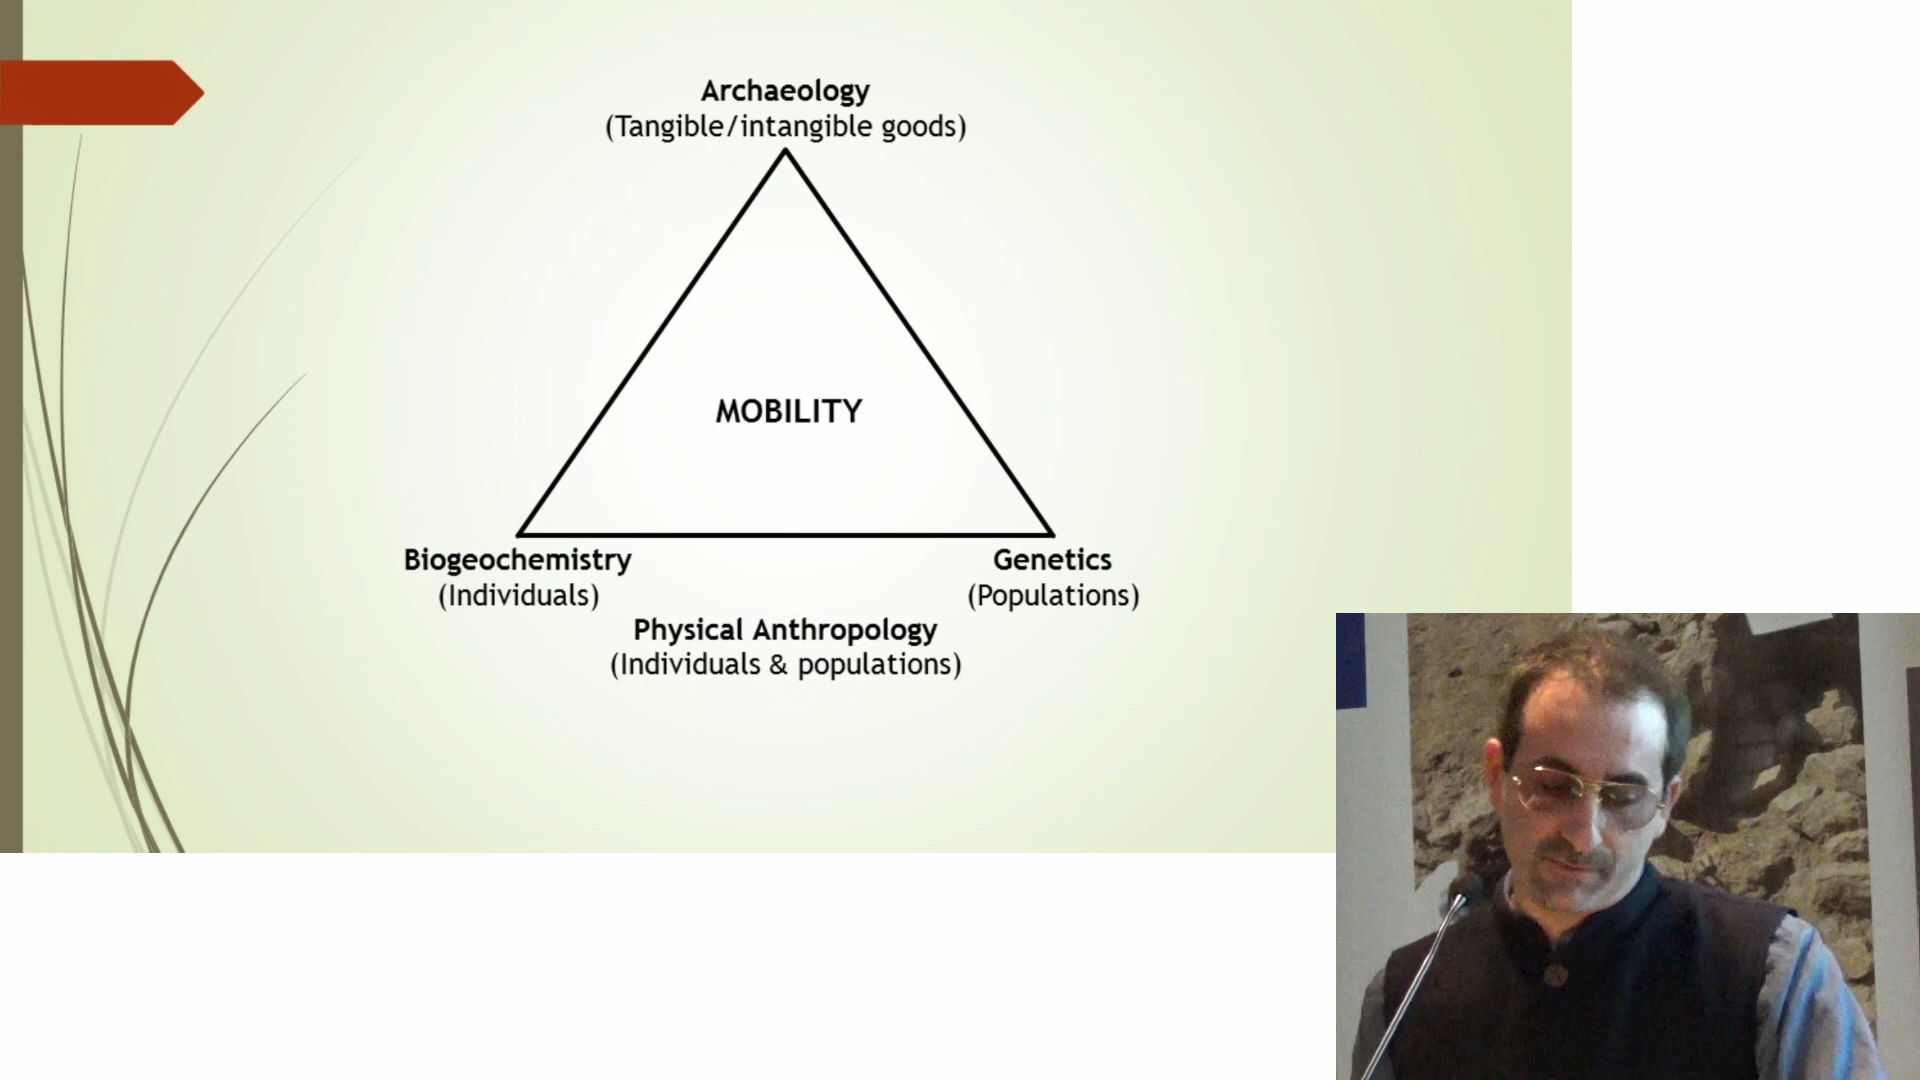 Archaeology
(Tangible/intangible goods)
MOBILITY
Biogeochemistry
(Individuals)
Genetics
(Populations)
Physical Anthropology
(Individuals & populations)